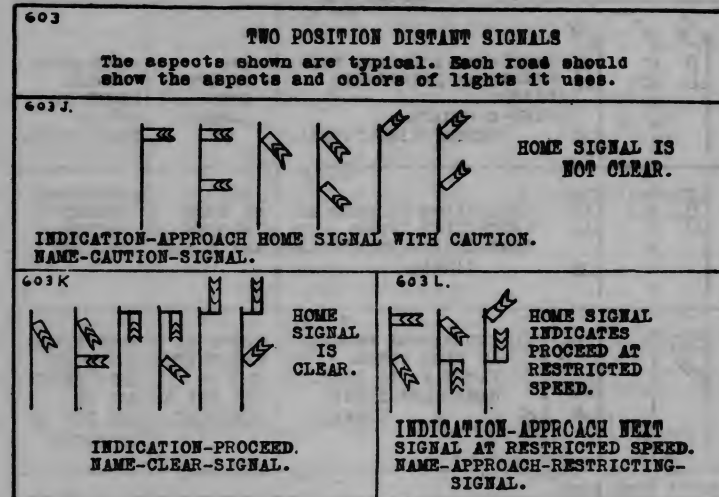 603
TWO POSITION DISTANT SIGNALS
The aspects shown are typical. Each road should
show the aspects and colors of lights it uses.
603J.
HOME SIGNAL IS
NOT CLEAR.
INDICATION-APPROACH HOME SIGNAL WITH CAUTION.
NAME-CAUTION-SIGNAL.
603K
HOME
SIGNAL
IS
CLEAR.
INDICATION-PROCEED.
NAME-CLEAR-SIGNAL.
603L.
HOME SIGNAL
INDICATES
PROCEED AT
RESTRICTED
SPEED.
INDICATION-APPROACH NEXT
SIGNAL AT RESTRICTED SPEED.
NAME-APPROACH-RESTRICTING-
SIGNAL.